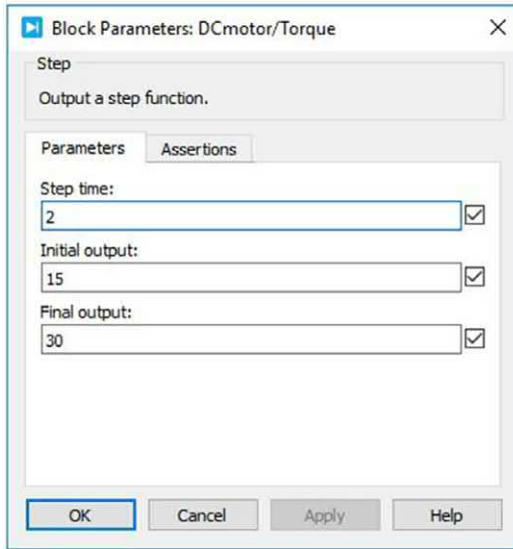 Block Parameters: DCmotor/Torque
Step
Output a step function.
Parameters Assertions
Step time:
2
Initial output:
15
Final output:
30
OK Cancel Apply Help